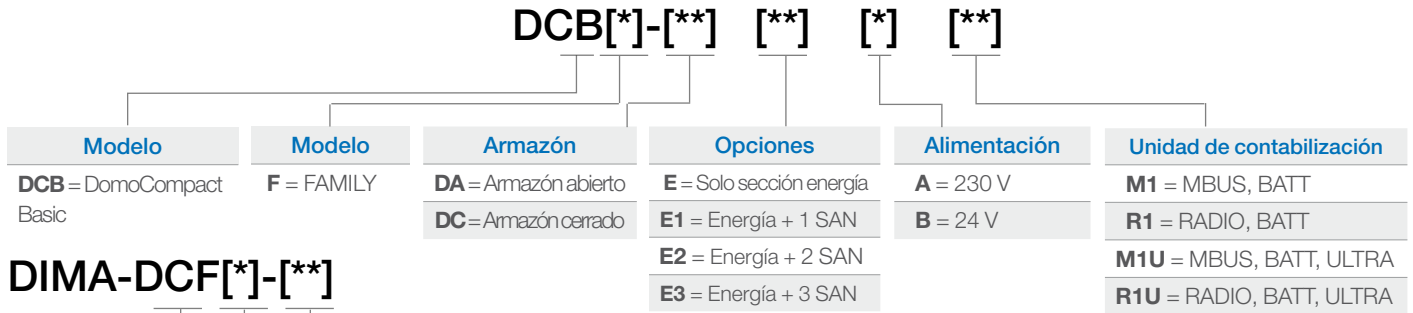 DCB[*]-[**] [**] [*] [**]
Modelo
DCB = DomoCompact
Basic
Modelo
F = FAMILY
Armazón
DA = Armazón abierto
DC = Armazón cerrado
Opciones
E = Solo sección energía
E1 = Energía + 1 SAN
E2 = Energía + 2 SAN
E3 = Energía + 3 SAN
Alimentación
A = 230 V
B = 24 V
Unidad de contabilización
M1 = MBUS, BATT
R1 = RADIO, BATT
M1U = MBUS, BATT, ULTRA
R1U = RADIO, BATT, ULTRA
DIMA-DCF[*]-[**]